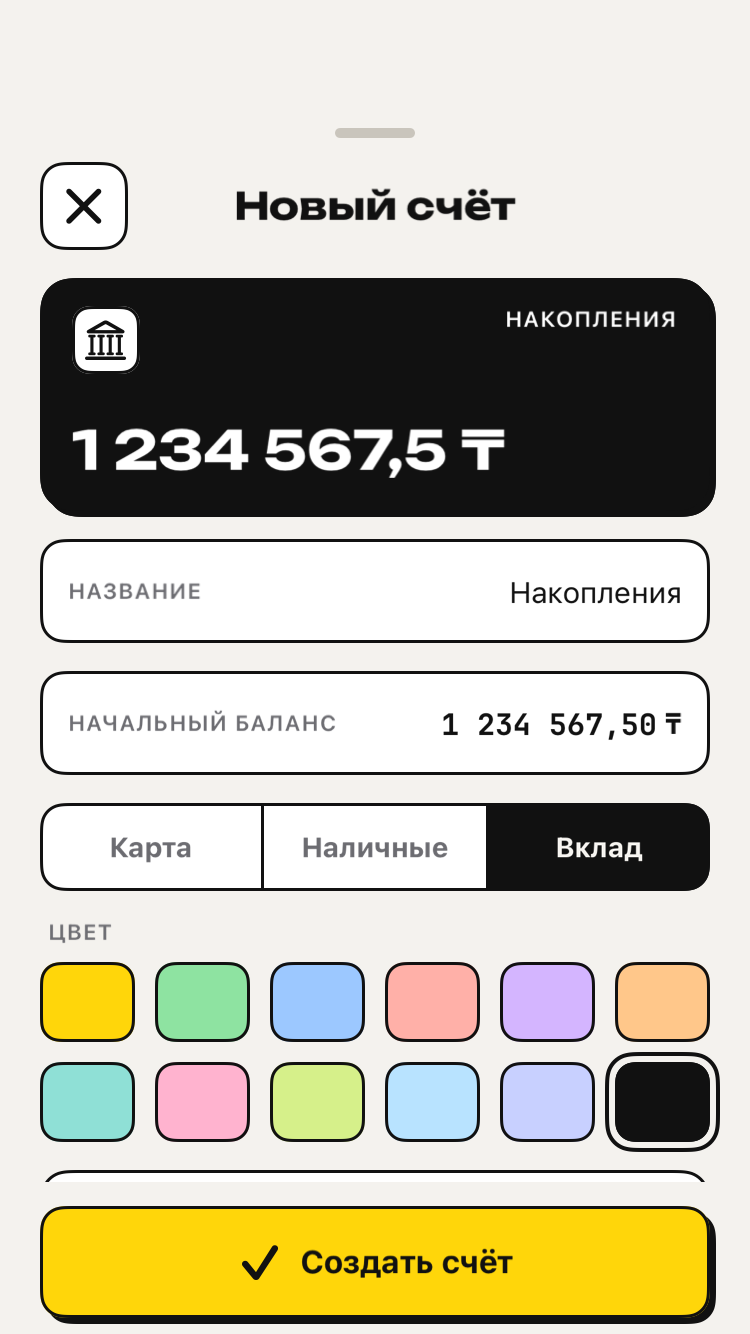 Новый счёт
НАКОПЛЕНИЯ
1 234 567,5 ₸
НАЗВАНИЕ Накопления
НАЧАЛЬНЫЙ БАЛАНС 1 234 567,50 ₸
Карта Наличные Вклад
ЦВЕТ
Создать счёт